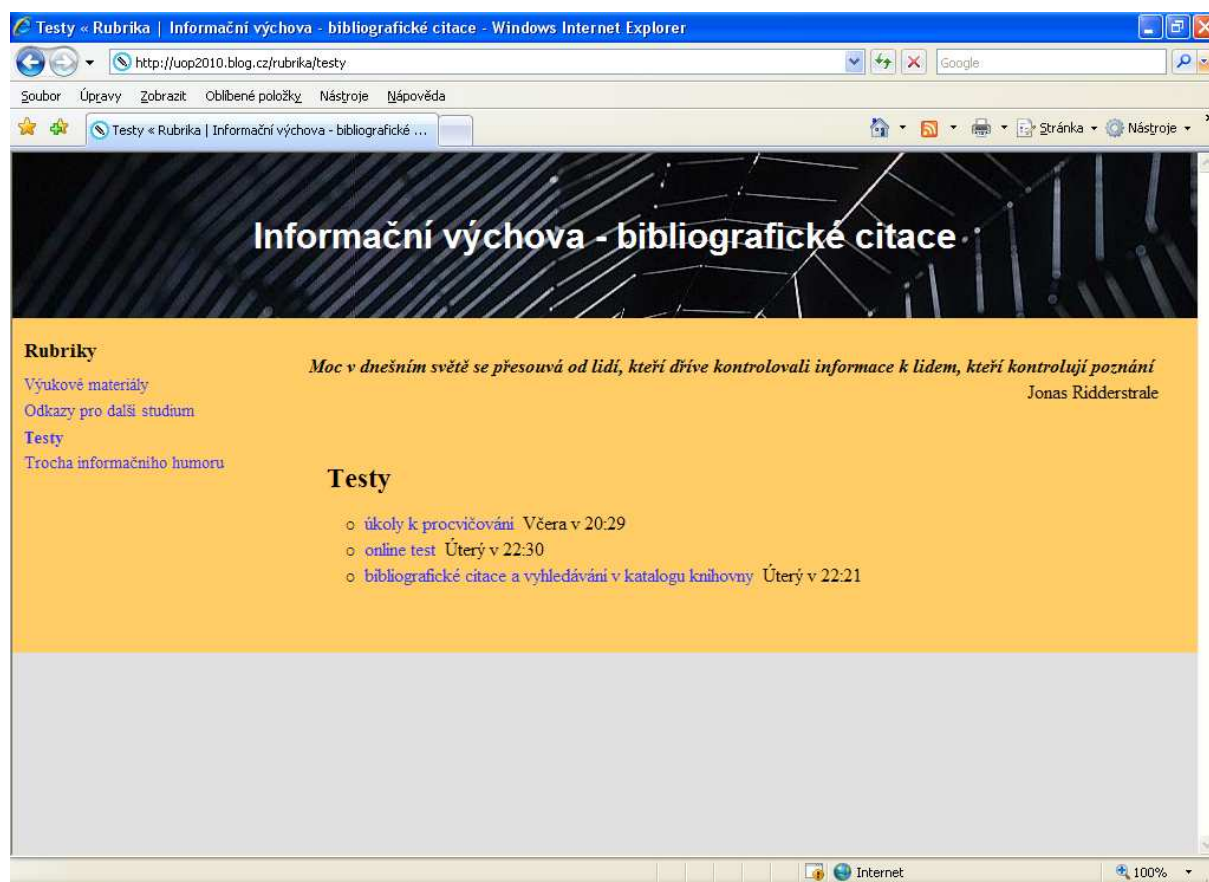 Testy « Rubrika | Informační výchova - bibliografické citace - Windows Internet Explorer
http://uop2010.blog.cz/rubrika/testy
Google
Soubor Úpravy Zobrazit Oblíbené položky Nástroje Nápověda
Testy « Rubrika | Informační výchova - bibliografické ...
Stránka Nástroje
Informační výchova - bibliografické citace
Rubriky
Výukové materiály
Odkazy pro další studium
Testy
Trocha informačního humoru
Moc v dnešním světě se přesouvá od lidí, kteří dříve kontrolovali informace k lidem, kteří kontrolují poznání
Jonas Ridderstrale
Testy
úkoly k procvičování Včera v 20:29
online test Úterý v 22:30
bibliografické citace a vyhledávání v katalogu knihovny Úterý v 22:21
Internet
100%